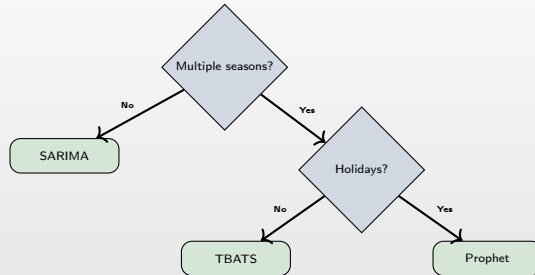 Multiple seasons?
No
Yes
SARIMA
Holidays?
No
Yes
TBATS
Prophet